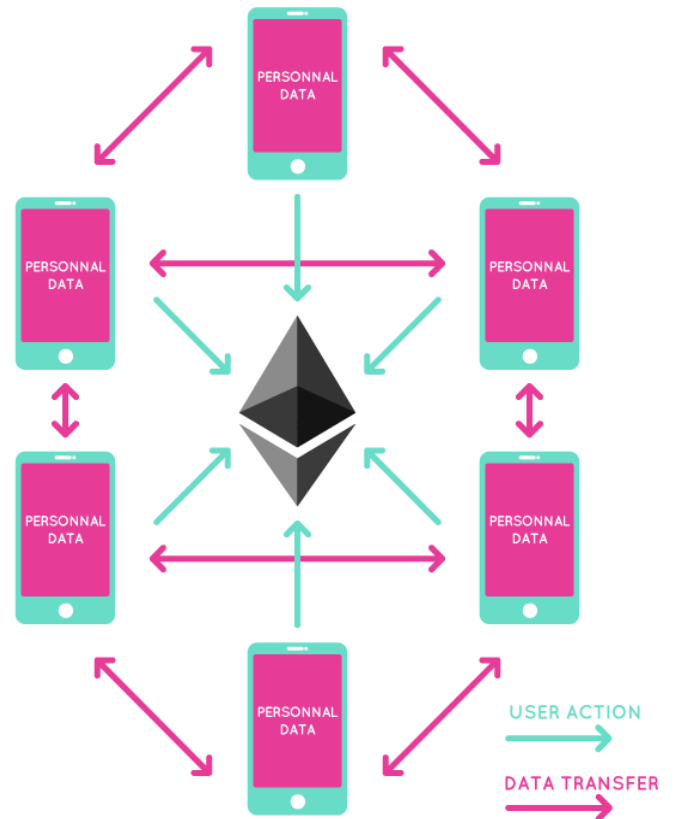 PERSONNAL
DATA
PERSONNAL
DATA
PERSONNAL
DATA
PERSONNAL
DATA
PERSONNAL
DATA
PERSONNAL
DATA
USER ACTION
DATA TRANSFER